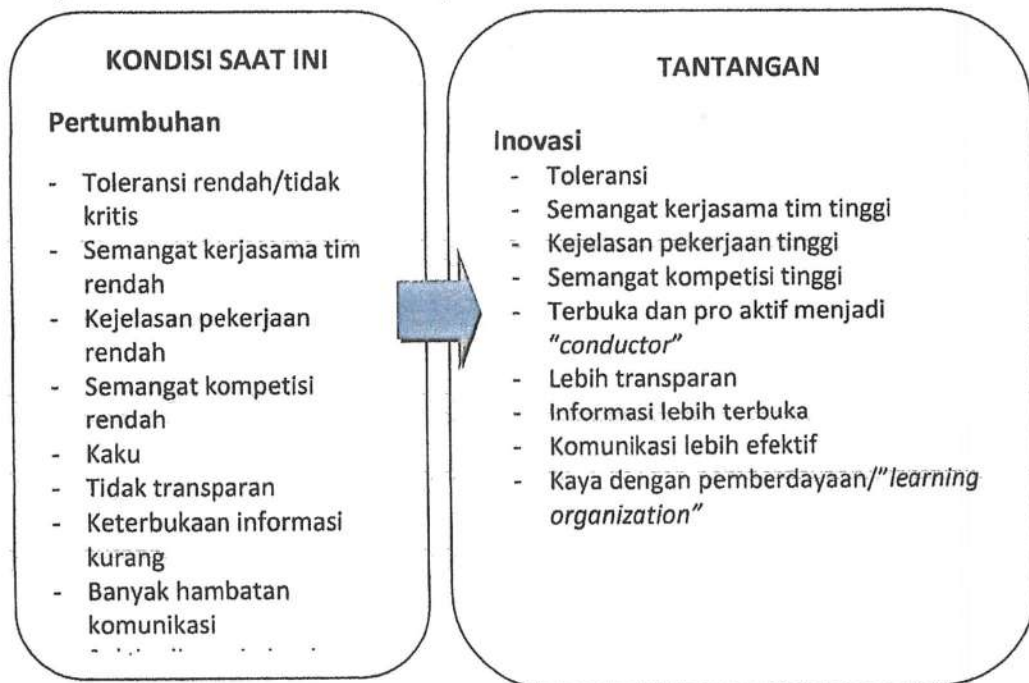 KONDISI SAAT INI
Pertumbuhan
- Toleransi rendah/tidak
kritis
- Semangat kerjasama tim
rendah
- Kejelasan pekerjaan
rendah
- Semangat kompetisi
rendah
- Kaku
- Tidak transparan
- Keterbukaan informasi
kurang
- Banyak hambatan
komunikasi
TANTANGAN
Inovasi
- Toleransi
- Semangat kerjasama tim tinggi
- Kejelasan pekerjaan tinggi
- Semangat kompetisi tinggi
- Terbuka dan pro aktif menjadi
"conductor"
- Lebih transparan
- Informasi lebih terbuka
- Komunikasi lebih efektif
- Kaya dengan pemberdayaan/"learning
organization"